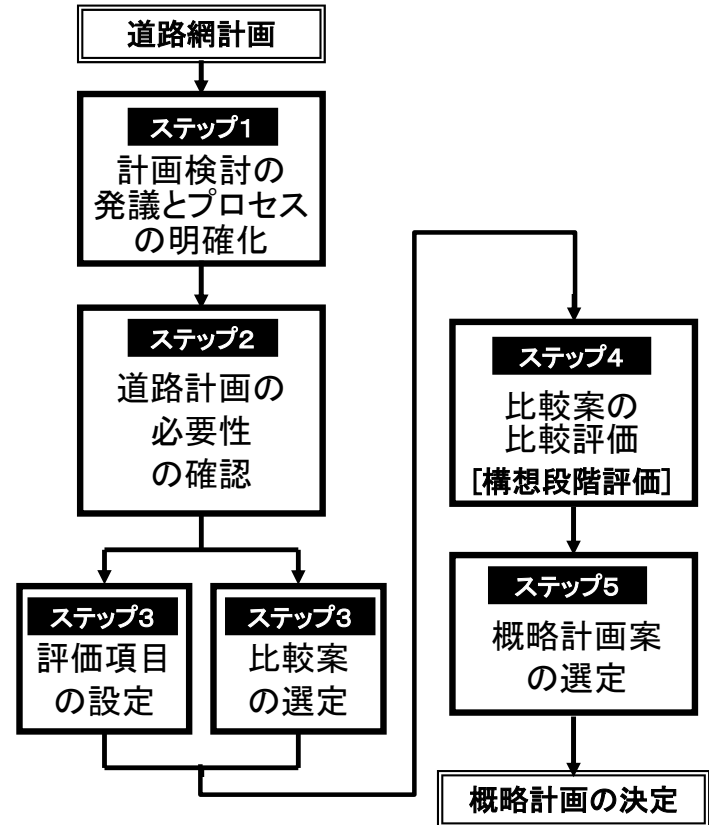 道路網計画
ステップ1
計画検討の
発議とプロセス
の明確化
ステップ2
道路計画の
必要性
の確認
ステップ3
評価項目
の設定
ステップ3
比較案
の選定
ステップ4
比較案の
比較評価
[構想段階評価]
ステップ5
概略計画案
の選定
概略計画の決定